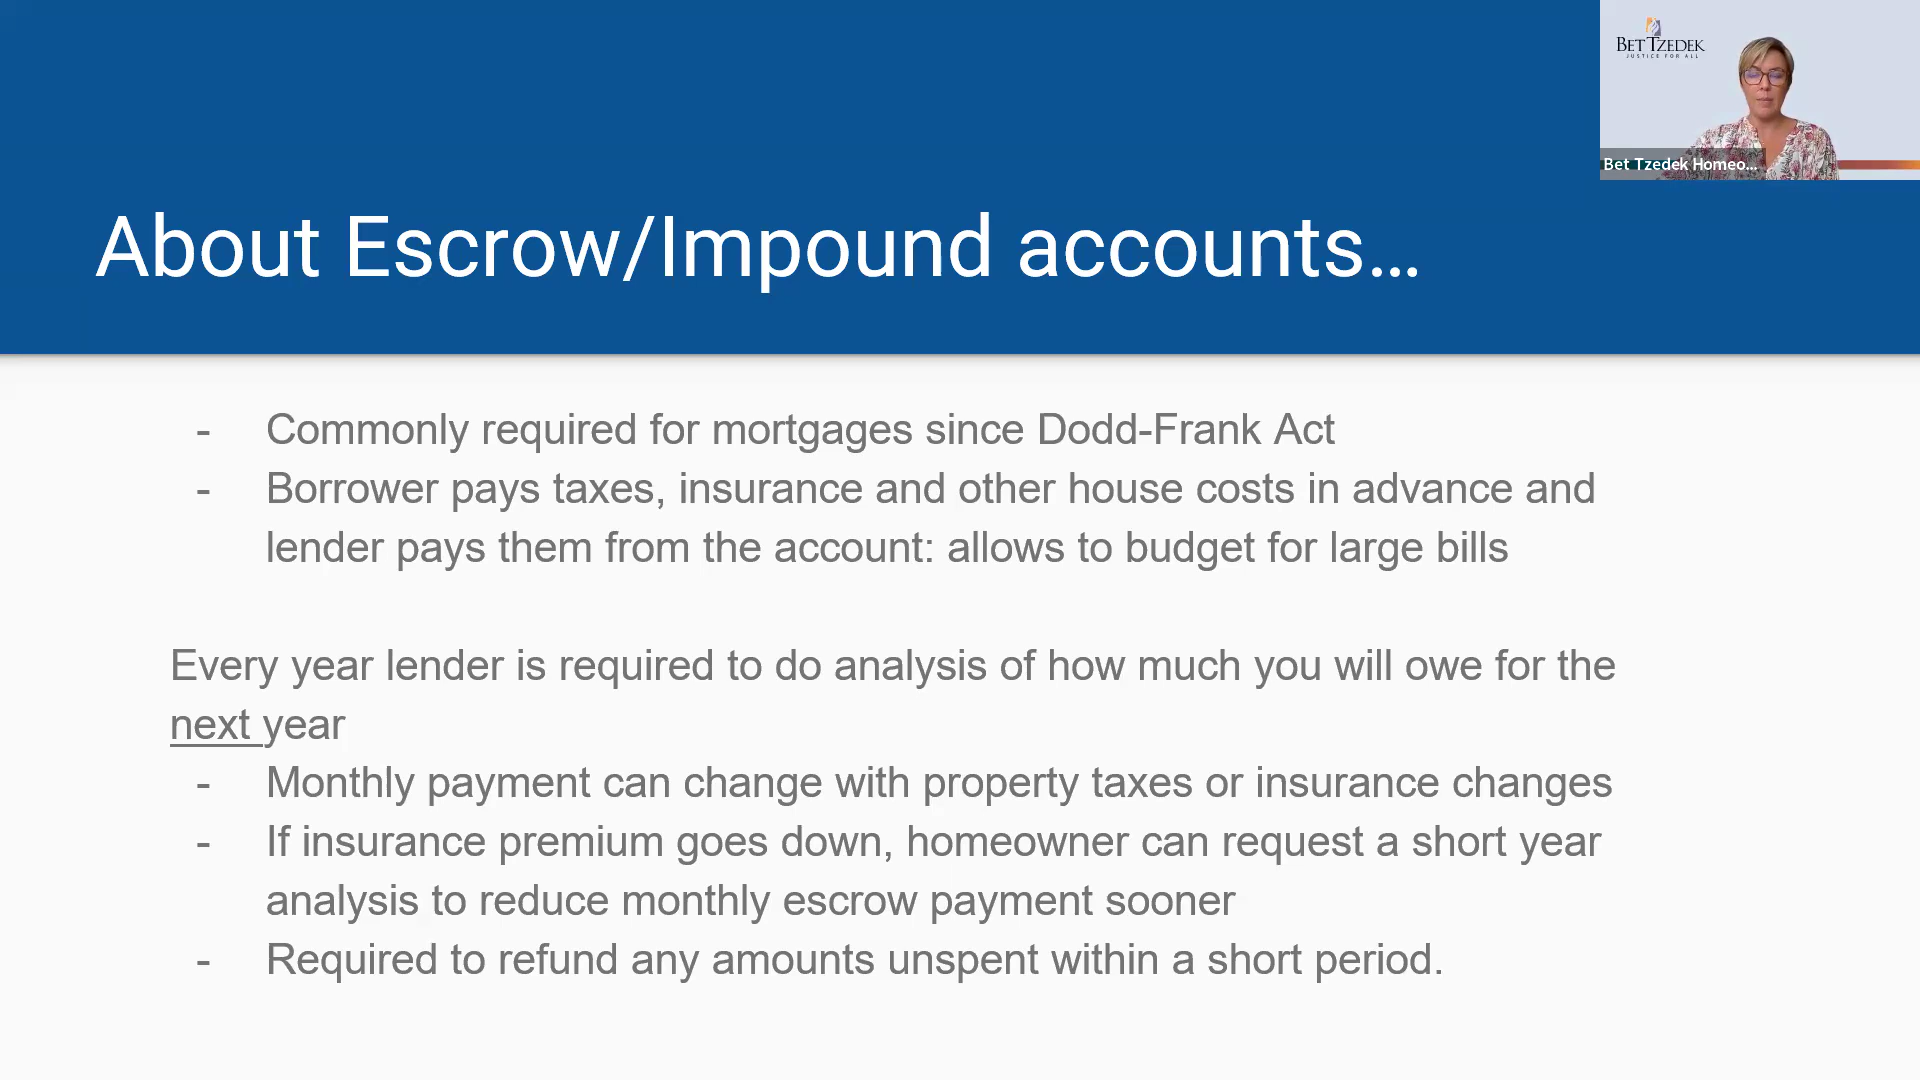 BET TZEDEK
JUSTICE FOR ALL
Bet Tzedek Homeo...
About Escrow/Impound accounts...
- Commonly required for mortgages since Dodd-Frank Act
- Borrower pays taxes, insurance and other house costs in advance and
lender pays them from the account: allows to budget for large bills
Every year lender is required to do analysis of how much you will owe for the
next year
- Monthly payment can change with property taxes or insurance changes
- If insurance premium goes down, homeowner can request a short year
analysis to reduce monthly escrow payment sooner
- Required to refund any amounts unspent within a short period.